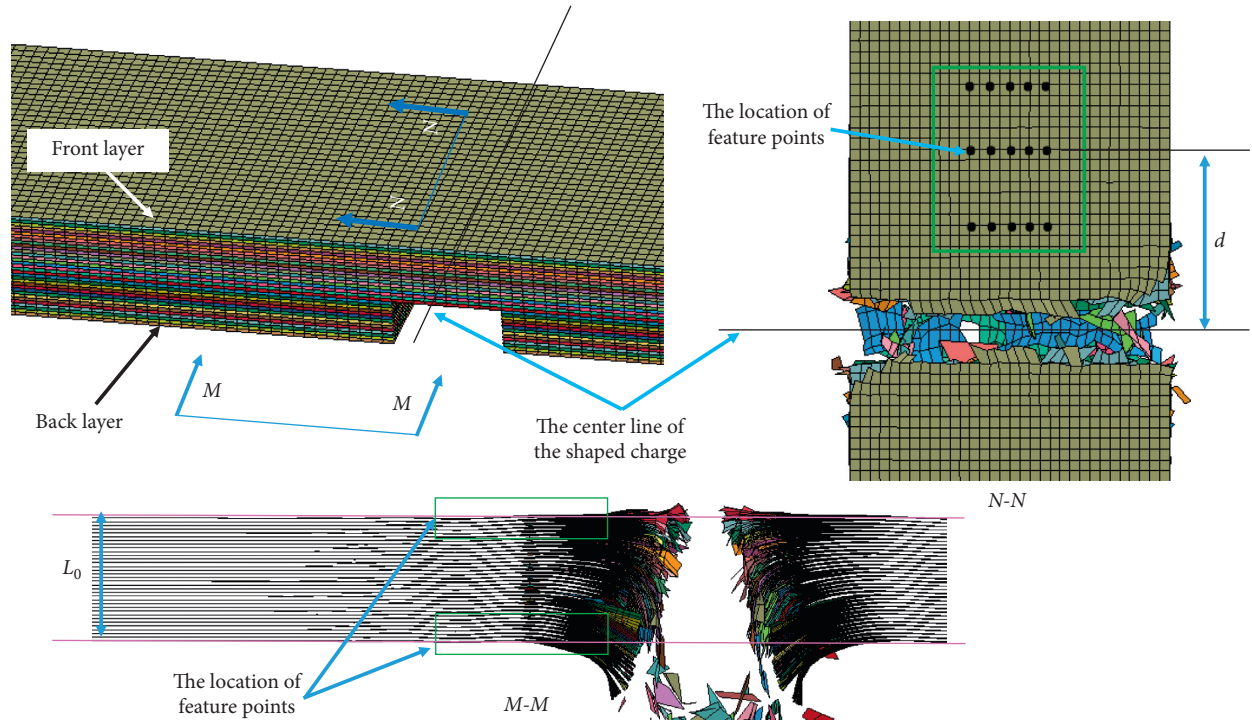 Front layer
N
N
Back layer
M
M
The center line of
the shaped charge
The location of
feature points
d
N-N
L0
The location of
feature points
M-M